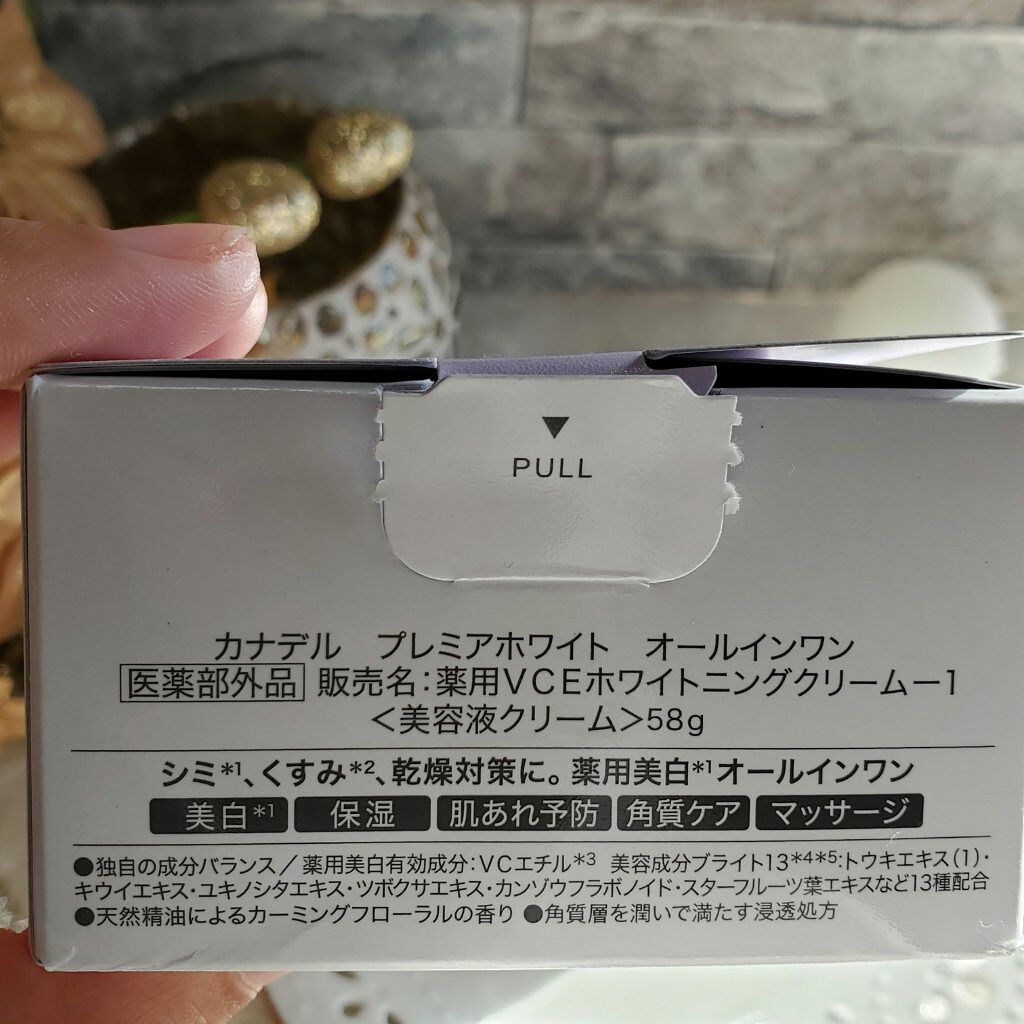 ▼
PULL
カナデル　プレミアホワイト　オールインワン
医薬部外品 販売名：薬用VCEホワイトニングクリームー1
＜美容液クリーム＞58g
シミ*1、くすみ*2、乾燥対策に。薬用美白*1オールインワン
美白*1 保湿 肌あれ予防 角質ケア マッサージ
●独自の成分バランス／薬用美白有効成分：VCエチル*3 美容成分ブライト13*4*5：トウキエキス(1)・
キウイエキス・ユキノシタエキス・ツボクサエキス・カンゾウフラボノイド・スターフルーツ葉エキスなど13種配合
●天然精油によるカーミングフローラルの香り ●角質層を潤いで満たす浸透処方